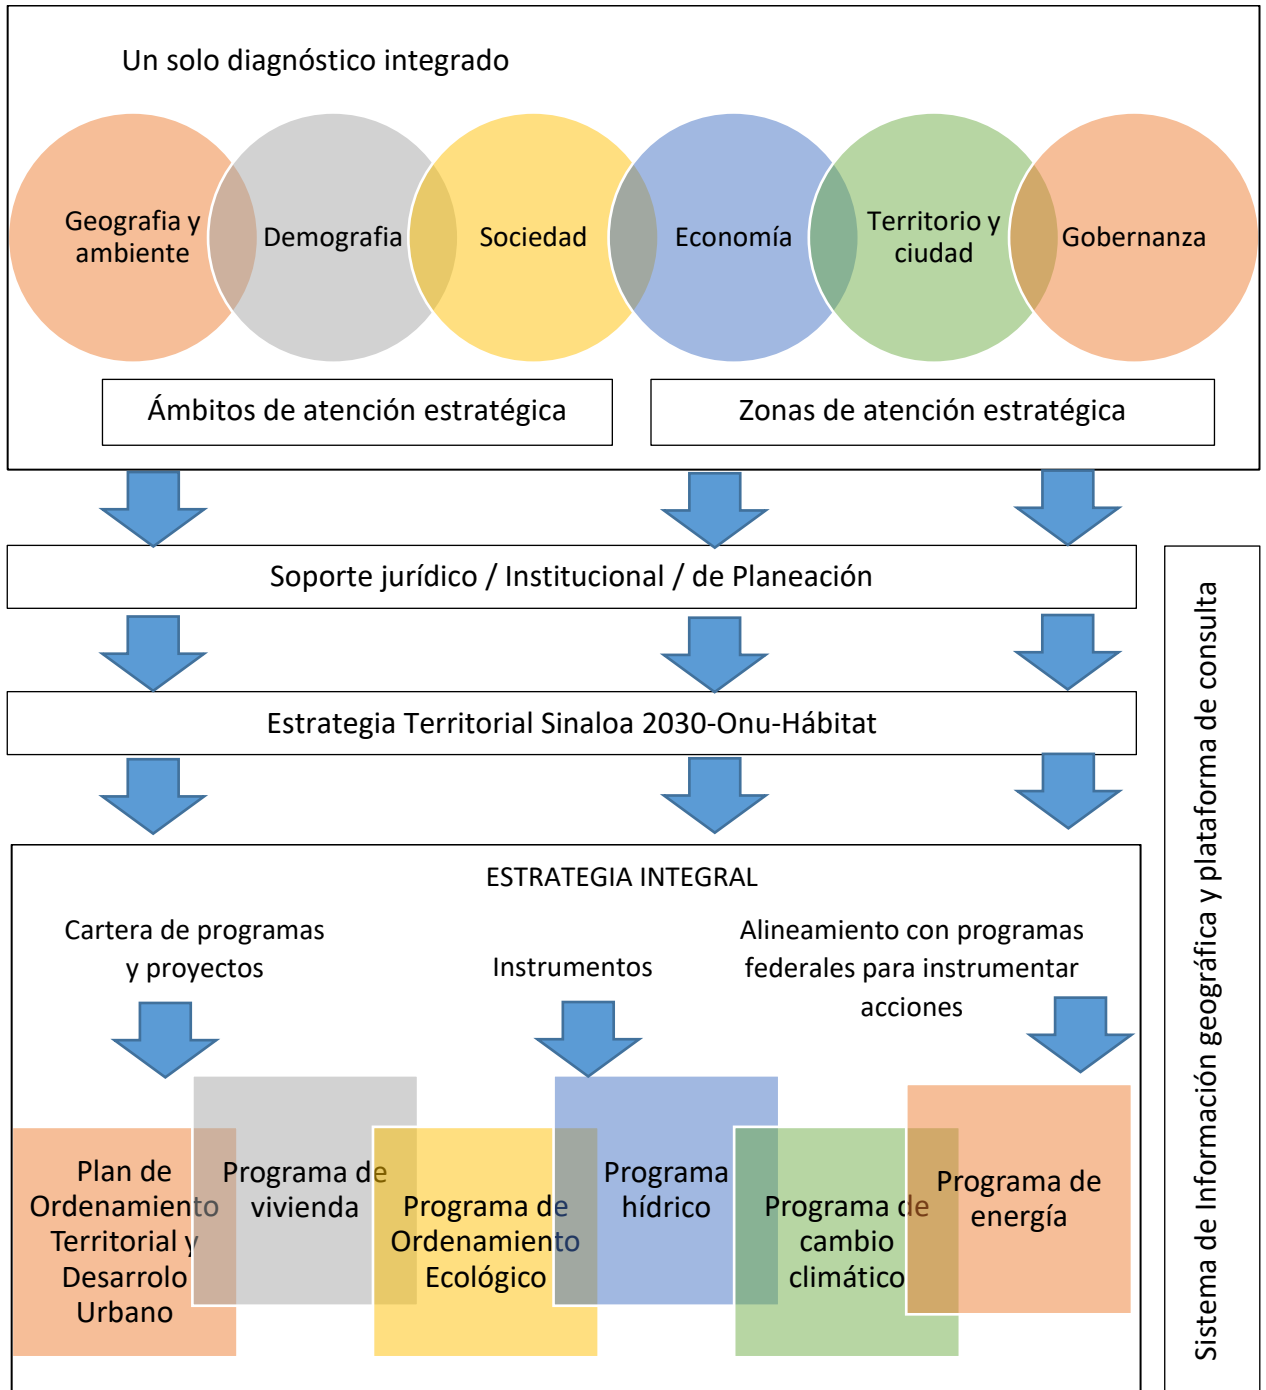 Un solo diagnóstico integrado
Geografia y
ambiente
Demografia
Sociedad
Economía
Territorio y
ciudad
Gobernanza
Ámbitos de atención estratégica
Zonas de atención estratégica
Soporte jurídico / Institucional / de Planeación
Estrategia Territorial Sinaloa 2030-Onu-Hábitat
ESTRATEGIA INTEGRAL
Cartera de programas
y proyectos
Instrumentos
Alineamiento con programas
federales para instrumentar
acciones
Plan de
Ordenamiento
Territorial y
Desarrolo
Urbano
Programa de
vivienda
Programa de
Ordenamiento
Ecológico
Programa
hídrico
Programa de
cambio
climático
Programa de
energía
Sistema de Información geográfica y plataforma de consulta